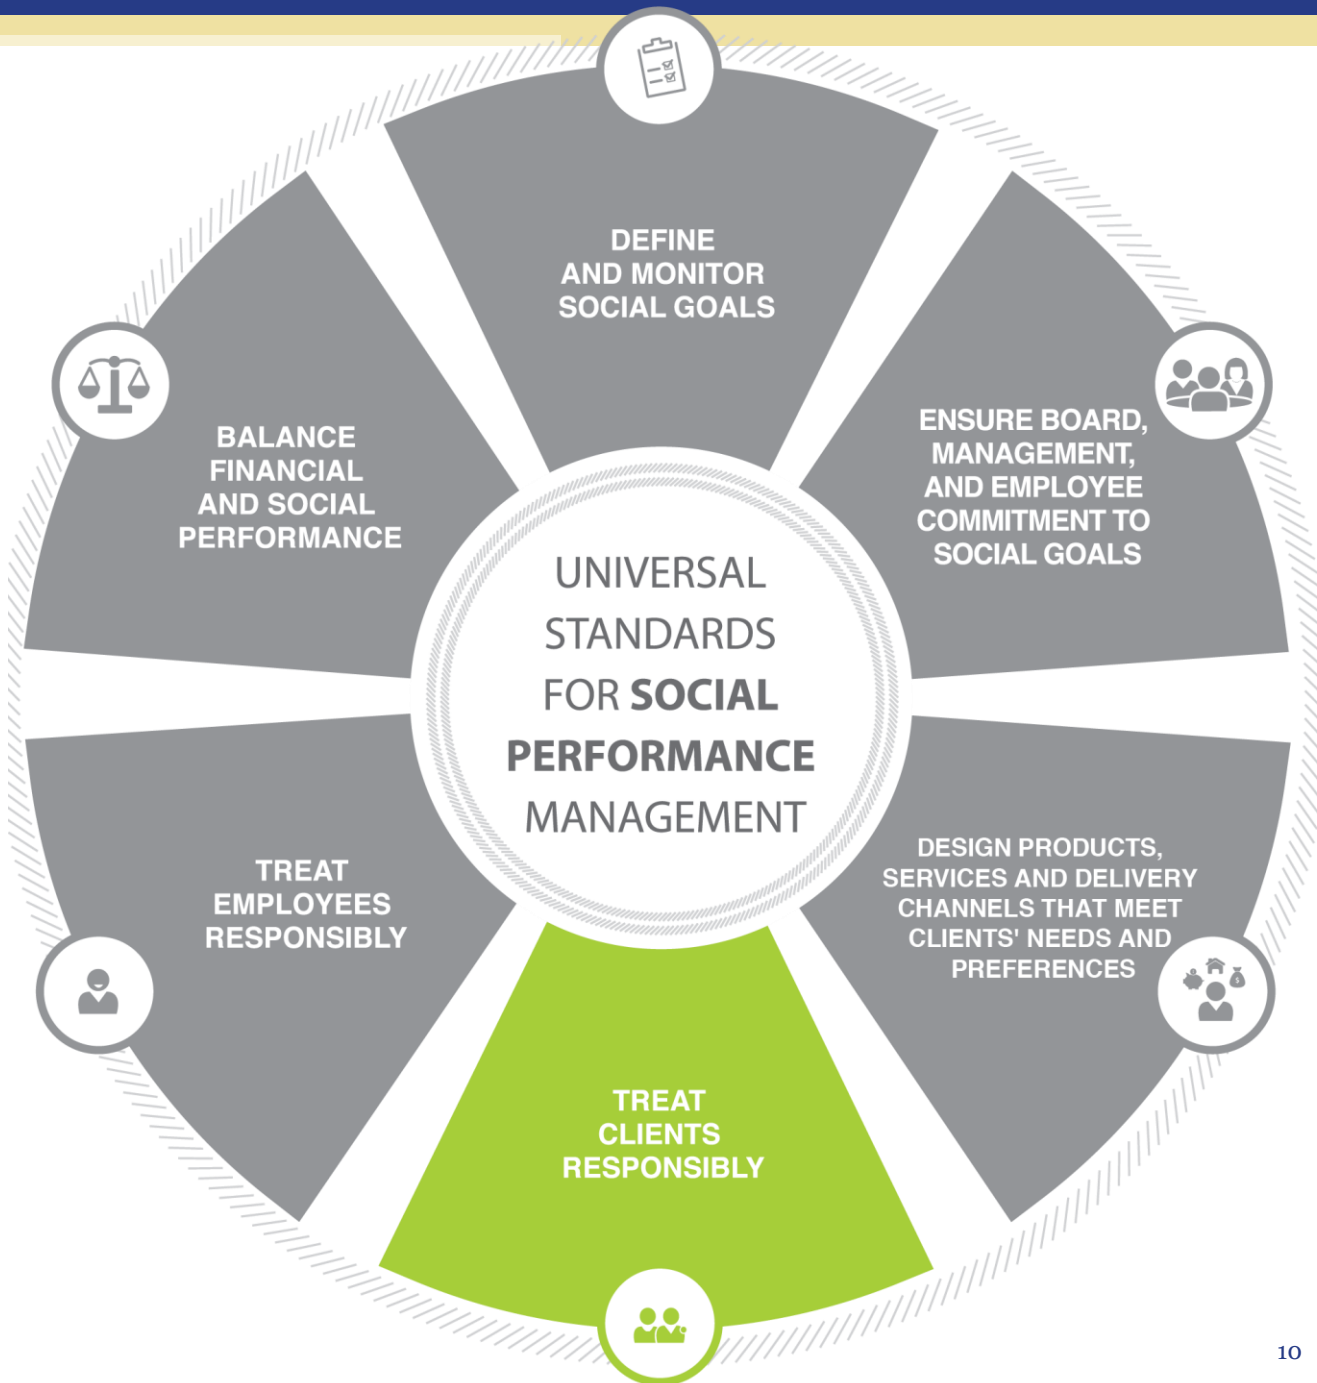 DEFINE
AND MONITOR
SOCIAL GOALS
ENSURE BOARD,
MANAGEMENT,
AND EMPLOYEE
COMMITMENT TO
SOCIAL GOALS
DESIGN PRODUCTS,
SERVICES AND DELIVERY
CHANNELS THAT MEET
CLIENTS' NEEDS AND
PREFERENCES
TREAT
CLIENTS
RESPONSIBLY
TREAT
EMPLOYEES
RESPONSIBLY
BALANCE
FINANCIAL
AND SOCIAL
PERFORMANCE
UNIVERSAL
STANDARDS
FOR SOCIAL
PERFORMANCE
MANAGEMENT
10